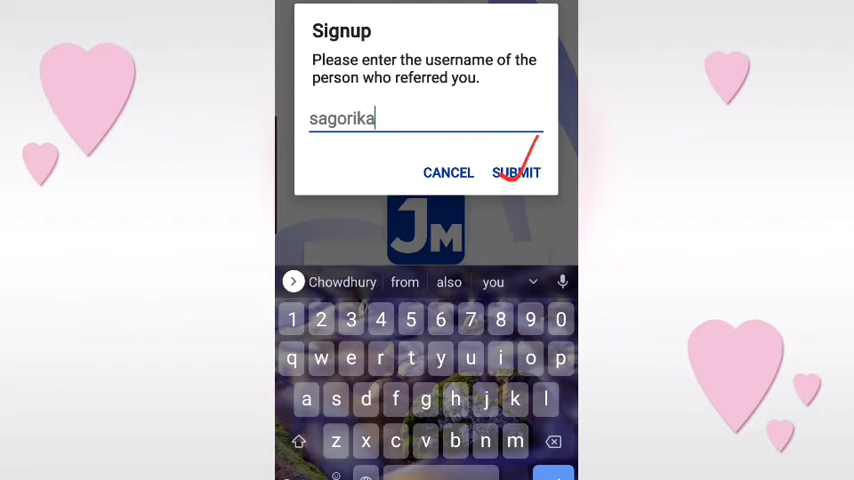 Signup
Please enter the username of the
person who referred you.
sagorika
CANCEL SUBMIT
JM
Chowdhury from also you
1 2 3 4 5 6 7 8 9 0
q w e r t y u i o p
a s d f g h j k l
z x c v b n m